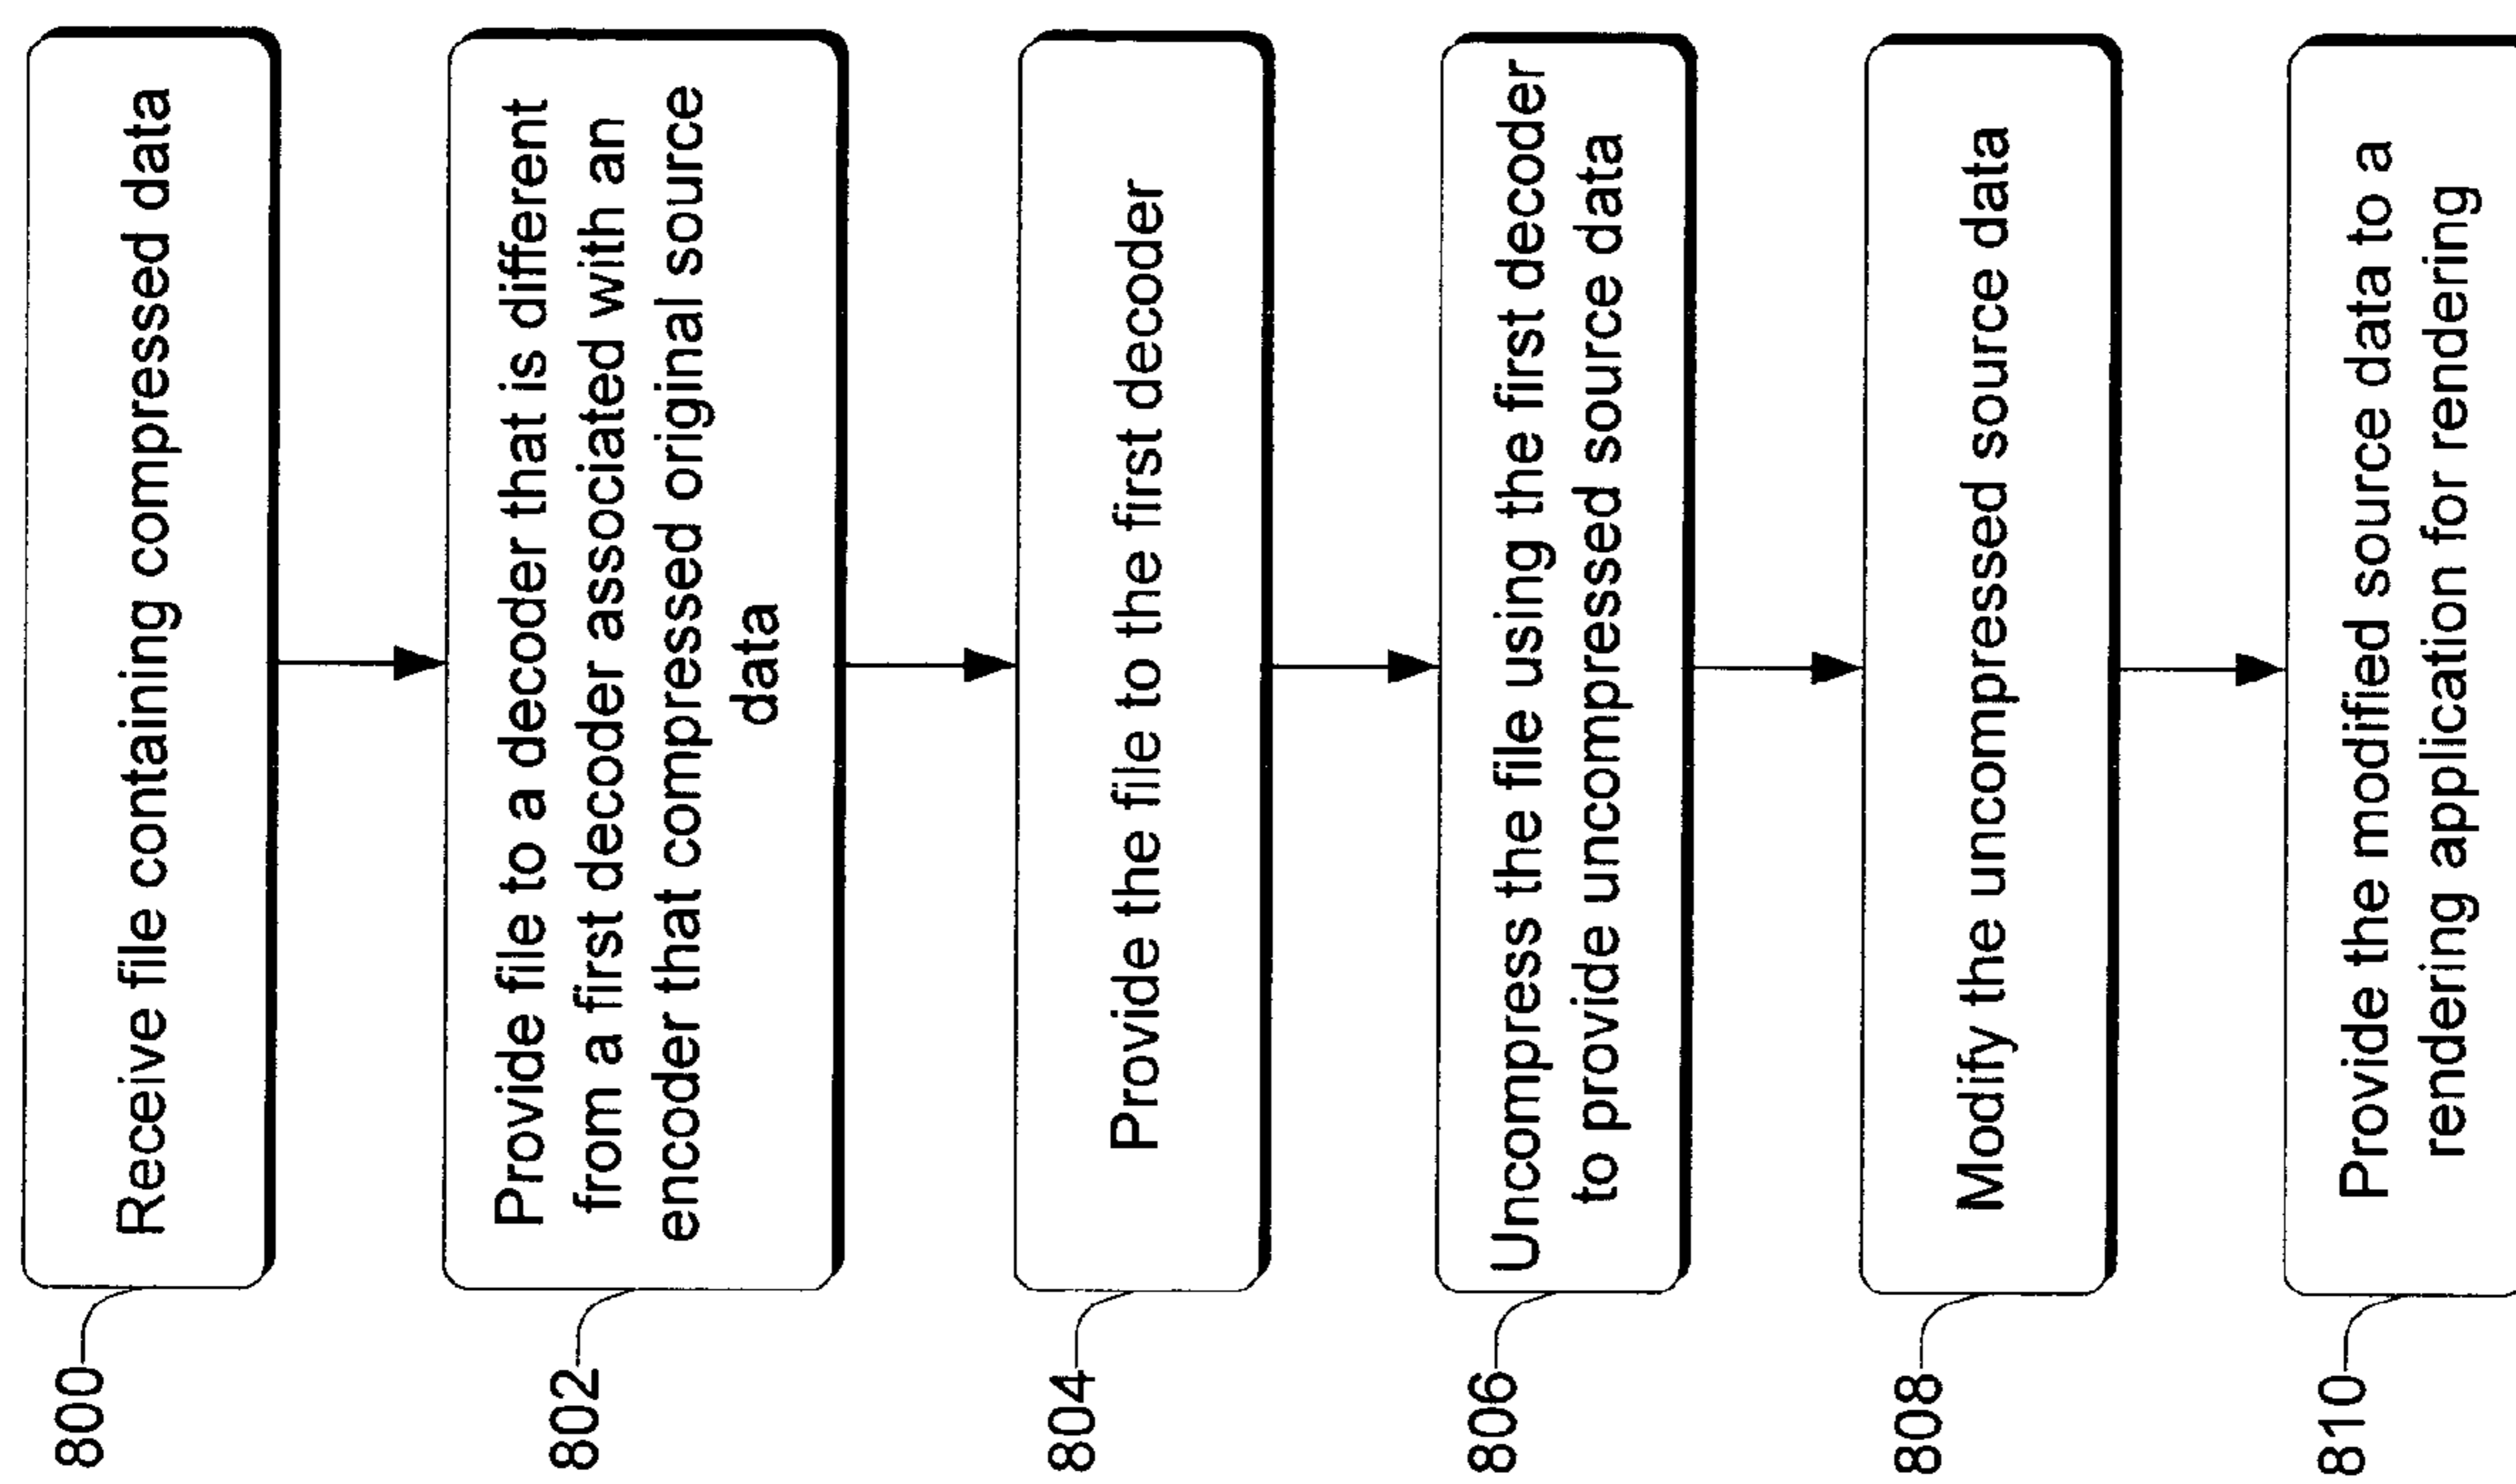 800
Receive file containing compressed data
802
Provide file to a decoder that is different
from a first decoder associated with an
encoder that compressed original source
data
804
Provide the file to the first decoder
806
Uncompress the file using the first decoder
to provide uncompressed source data
808
Modify the uncompressed source data
810
Provide the modified source data to a
rendering application for rendering